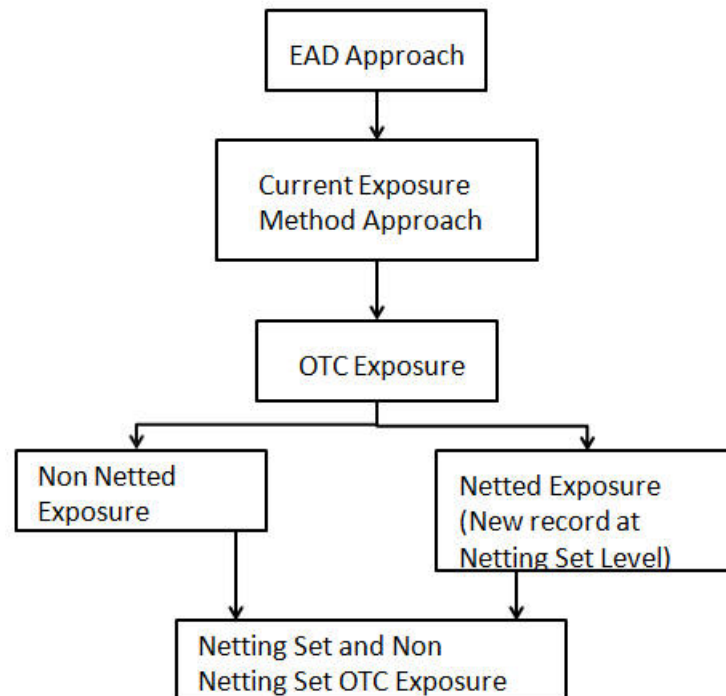 EAD Approach
Current Exposure
Method Approach
OTC Exposure
Non Netted
Exposure
Netted Exposure
(New record at
Netting Set Level)
Netting Set and Non
Netting Set OTC Exposure